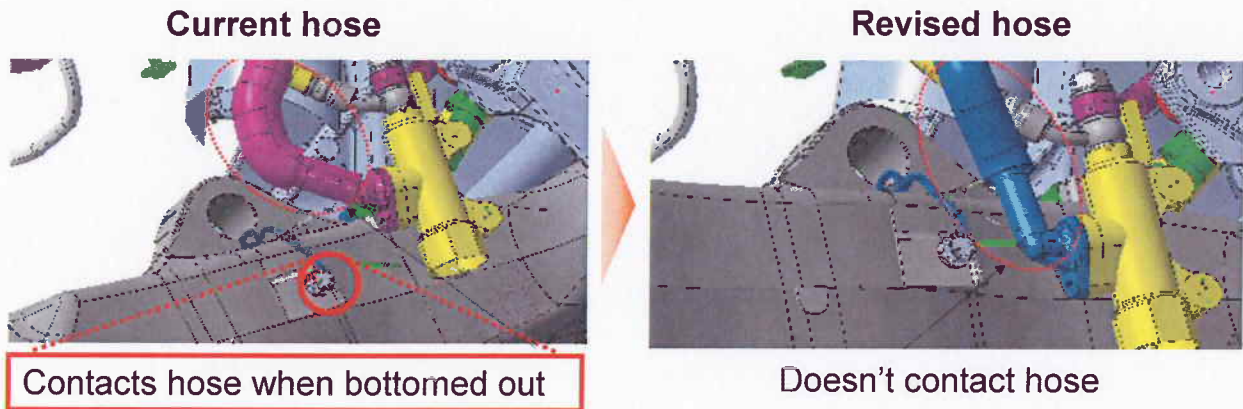 Current hose
Revised hose
Contacts hose when bottomed out
Doesn't contact hose